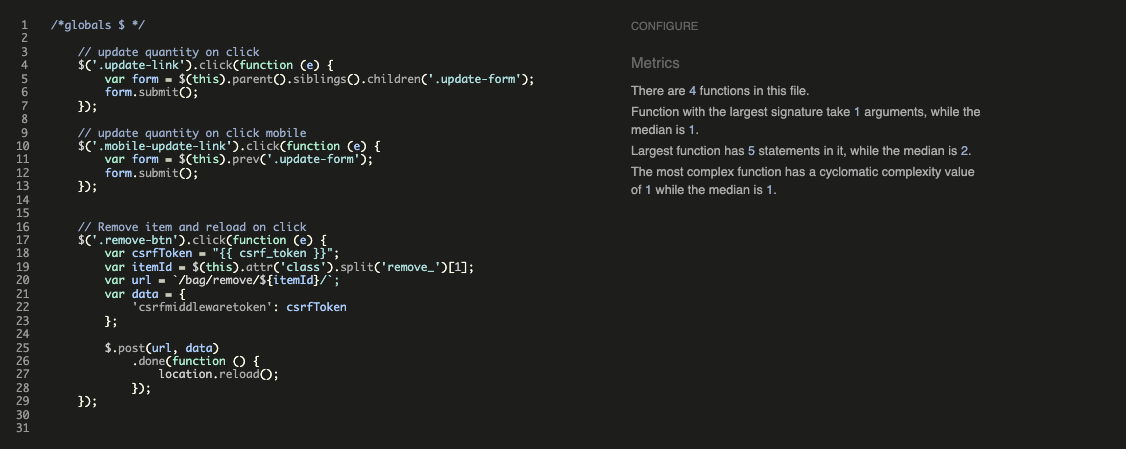 1 /*globals $ */
2
3 // update quantity on click
4 $('.update-link').click(function (e) {
5 var form = $(this).parent().siblings().children('.update-form');
6 form.submit();
7 });
8
9 // update quantity on click mobile
10 $('.mobile-update-link').click(function (e) {
11 var form = $(this).prev('.update-form');
12 form.submit();
13 });
14
15
16 // Remove item and reload on click
17 $('.remove-btn').click(function (e) {
18 var csrfToken = "{{ csrf_token }}";
19 var itemId = $(this).attr('class').split('remove_')[1];
20 var url = `/bag/remove/${itemId}/`;
21 var data = {
22 'csrfmiddlewaretoken': csrfToken
23 };
24
25 $.post(url, data)
26 .done(function () {
27 location.reload();
28 });
29 });
30
31
CONFIGURE
Metrics
There are 4 functions in this file.
Function with the largest signature take 1 arguments, while the
median is 1.
Largest function has 5 statements in it, while the median is 2.
The most complex function has a cyclomatic complexity value
of 1 while the median is 1.